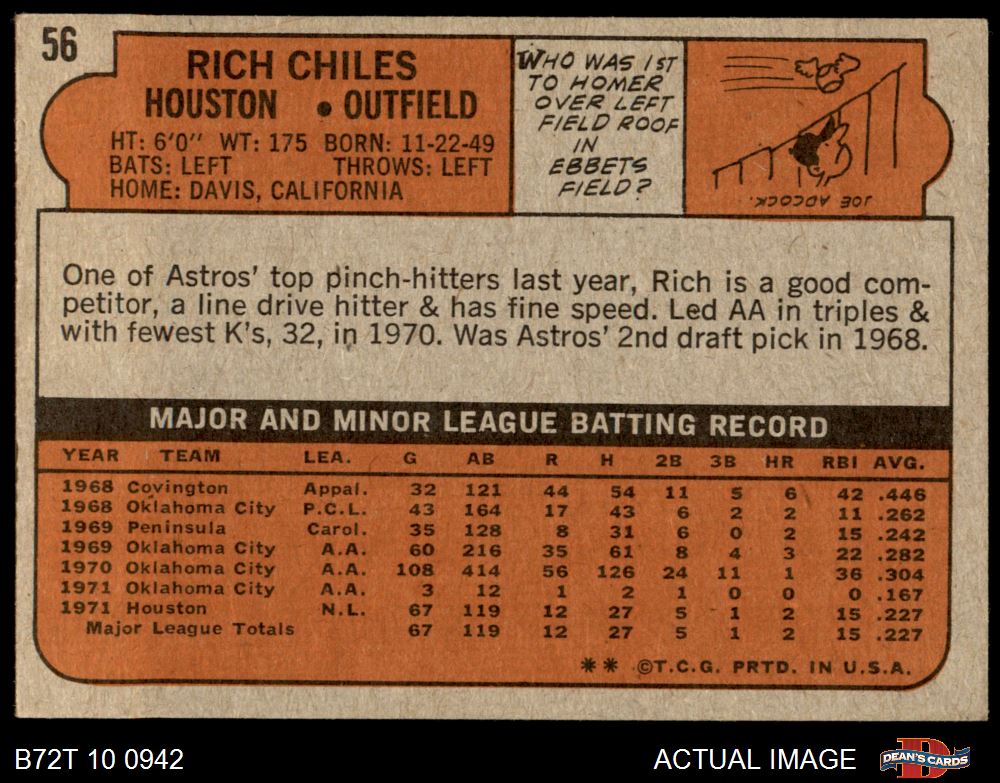 56
RICH CHILES
HOUSTON • OUTFIELD
HT: 6'0" WT: 175 BORN: 11-22-49
BATS: LEFT THROWS: LEFT
HOME: DAVIS, CALIFORNIA
WHO WAS 1ST
TO HOMER
OVER LEFT
FIELD ROOF
IN
EBBETS
FIELD?
JOE ADCOCK.
One of Astros' top pinch-hitters last year, Rich is a good com-
petitor, a line drive hitter & has fine speed. Led AA in triples &
with fewest K's, 32, in 1970. Was Astros' 2nd draft pick in 1968.
MAJOR AND MINOR LEAGUE BATTING RECORD
YEAR TEAM LEA. G AB R H 2B 3B HR RBI AVG.
1968 Covington Appal. 32 121 44 54 11 5 6 42 .446
1968 Oklahoma City P.C.L. 43 164 17 43 6 2 2 11 .262
1969 Peninsula Carol. 35 128 8 31 6 0 2 15 .242
1969 Oklahoma City A.A. 60 216 35 61 8 4 3 22 .282
1970 Oklahoma City A.A. 108 414 56 126 24 11 1 36 .304
1971 Oklahoma City A.A. 3 12 1 2 1 0 0 0 .167
1971 Houston N.L. 67 119 12 27 5 1 2 15 .227
Major League Totals 67 119 12 27 5 1 2 15 .227
** ©T.C.G. PRTD. IN U.S.A.
B72T 10 0942
ACTUAL IMAGE
DEAN'S CARDS